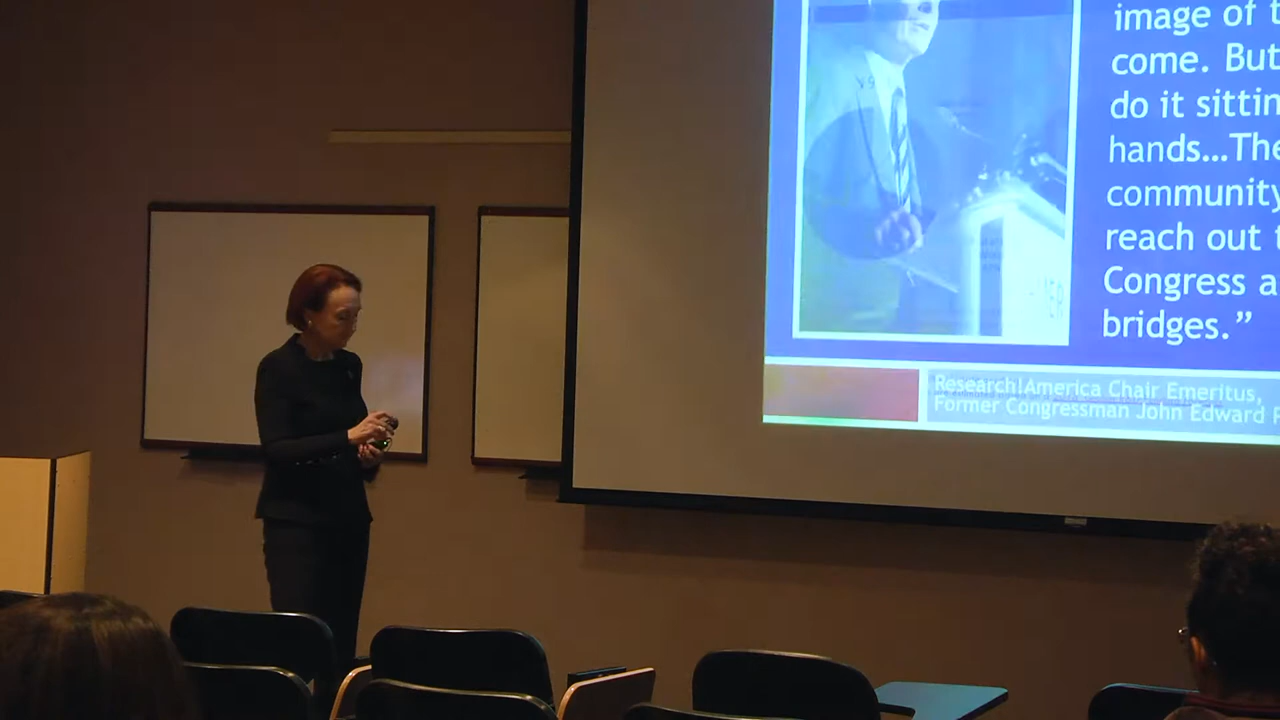 image of t
come. But
do it sittin
hands...The
community
reach out t
Congress a
bridges.”
Research!America Chair Emeritus,
Former Congressman John Edward P